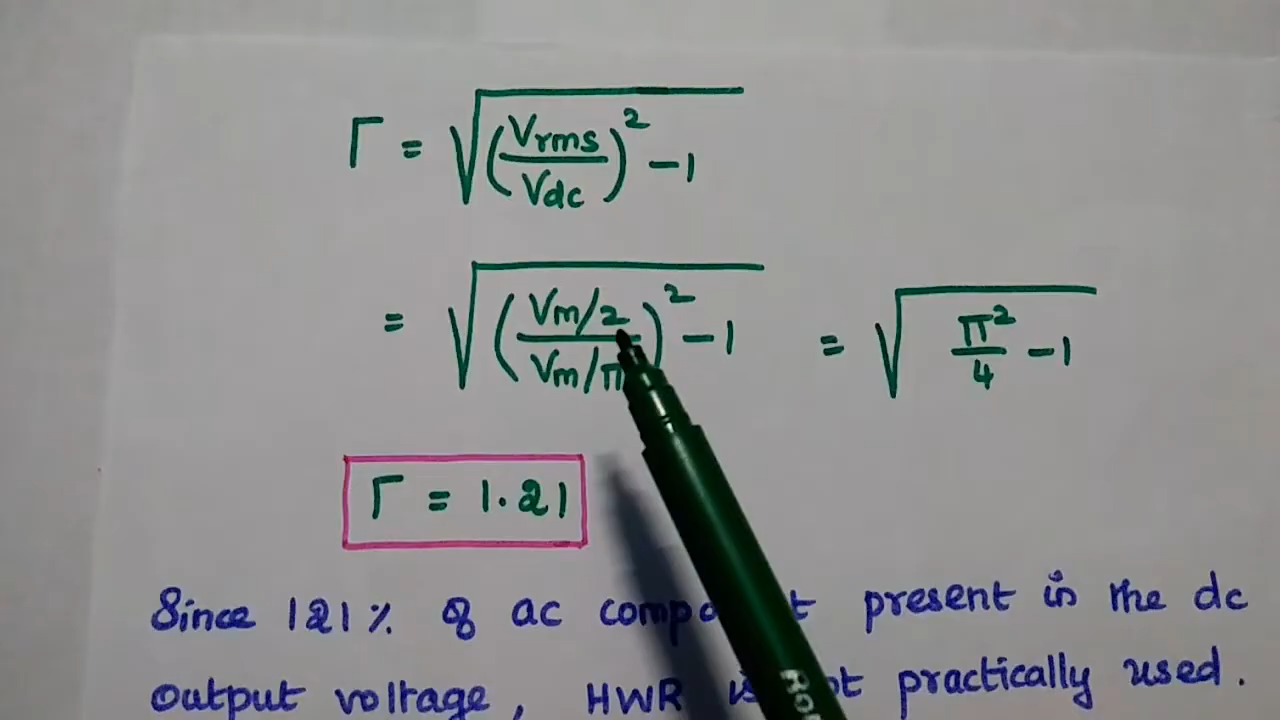 Γ = √((Vrms/Vdc)² - 1)
= √(((Vm/2)/(Vm/π))² - 1) = √(π²/4 - 1)
Γ = 1.21
Since 121% of ac present in the dc
output voltage, HWR practically used.